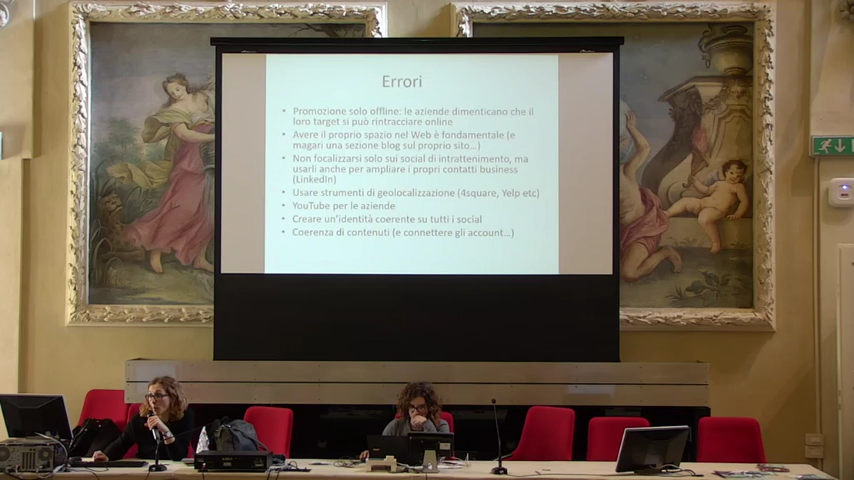 Errori
• Promozione solo offline: le aziende dimenticano che il
loro target si può rintracciare online
• Avere il proprio spazio nel Web è fondamentale (e
magari una sezione blog sul proprio sito...)
• Non focalizzarsi solo sui social di intrattenimento, ma
usarli anche per ampliare i propri contatti business
(LinkedIn)
• Usare strumenti di geolocalizzazione (4square, Yelp etc)
• YouTube per le aziende
• Creare un'identità coerente su tutti i social
• Coerenza di contenuti (e connettere gli account...)